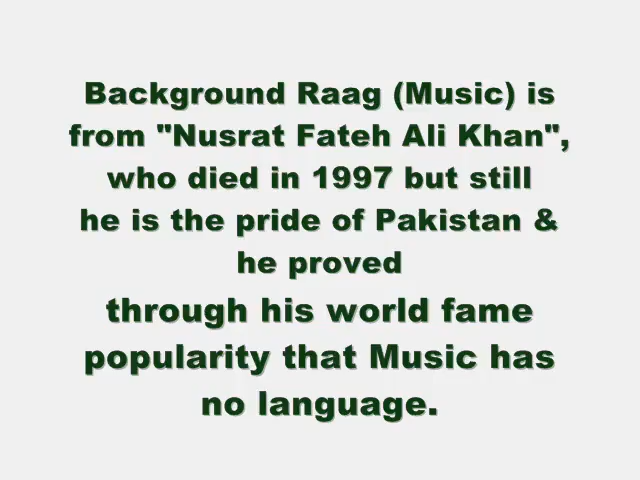 Background Raag (Music) is
from "Nusrat Fateh Ali Khan",
who died in 1997 but still
he is the pride of Pakistan &
he proved
through his world fame
popularity that Music has
no language.